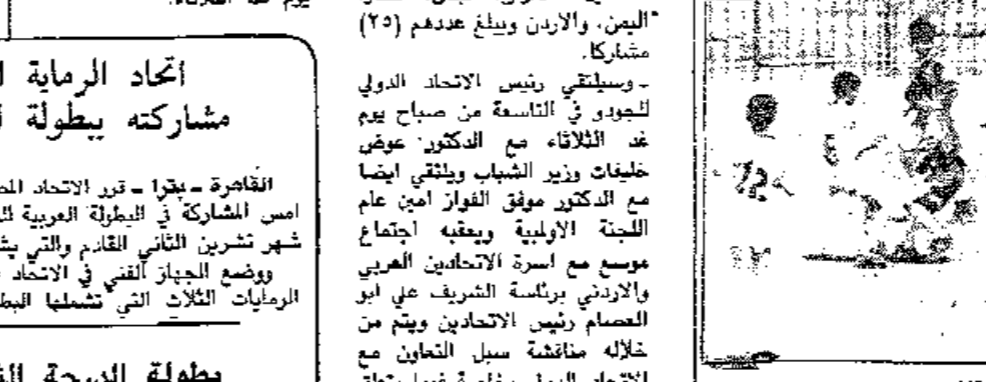 اليمن، والاردن ويبلغ عددهم (٢٥)
مشاركا.
- وسيلتقي رئيس الاتحاد الدولي
للجودو في التاسعة من صباح يوم
غد الثلاثاء مع الدكتور عوض
خليفات وزير الشباب ويلتقي ايضا
مع الدكتور موفق الفواز امين عام
اللجنة الاولمبية ويعقبه اجتماع
موسع مع اسرة الاتحادين العربي
والاردني برئاسة الشريف علي ابو
العصام رئيس الاتحادين ويتم من
خلاله مناقشة سبل التعاون مع
اتحاد الرماية
مشاركته ببطولة
القاهرة - بترا - قرر الاتحاد
امس المشاركة في البطولة العربية
شهر تشرين الثاني القادم والتي
ووضع الجهاز الفني في الاتحاد
الرمايات الثلاث التي تشملها
بطولة الدرجة